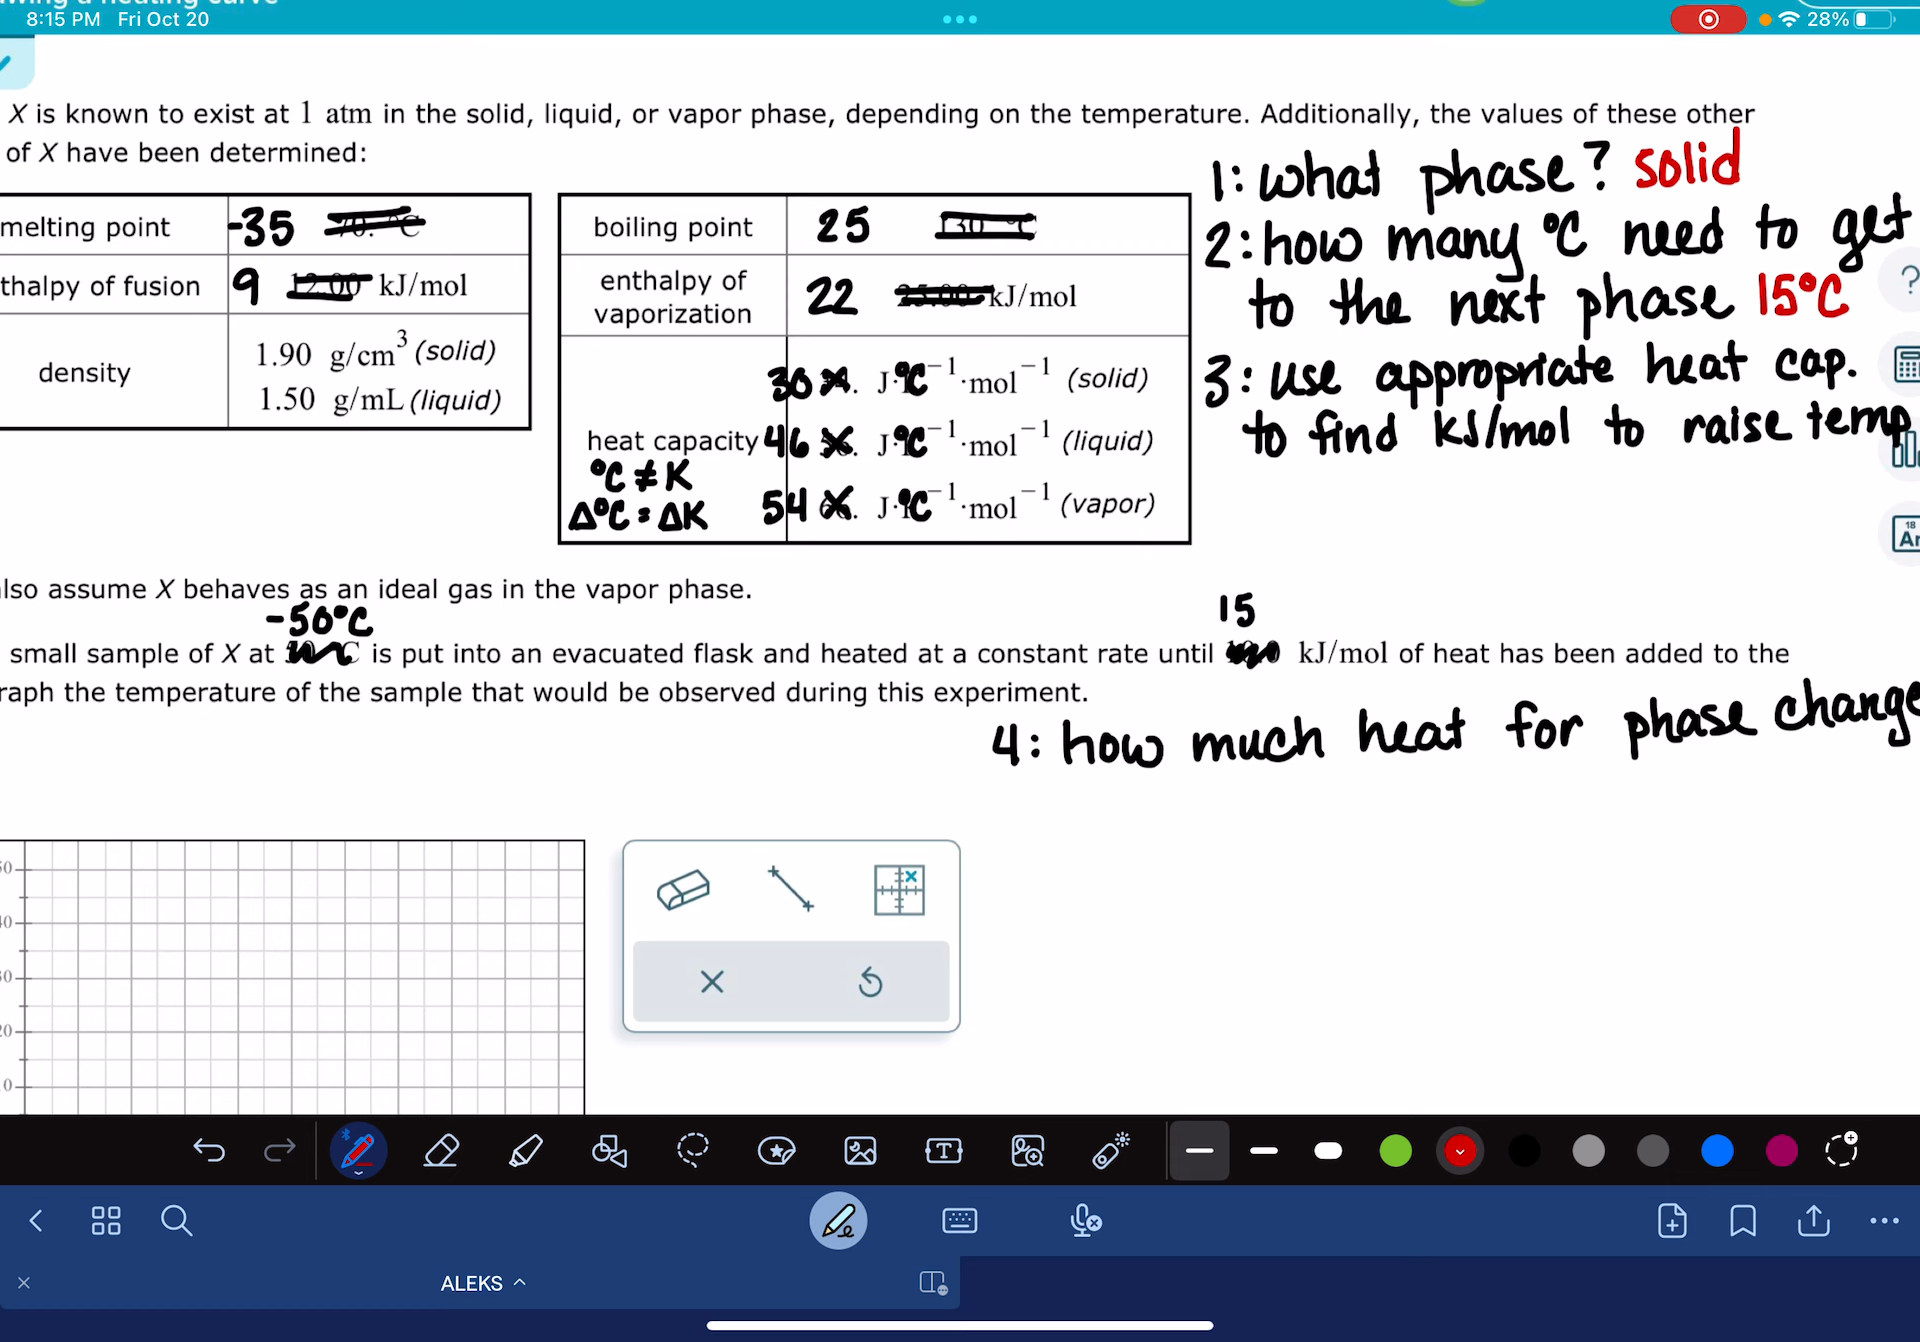 8:15 PM Fri Oct 20
28%
X is known to exist at 1 atm in the solid, liquid, or vapor phase, depending on the temperature. Additionally, the values of these other
of X have been determined:
1: what phase? solid
2: how many °C need to get
to the next phase 15°C
3: use appropriate heat cap.
to find kJ/mol to raise temp
melting point -35
fusion 9 12.00 kJ/mol
density 1.90 g/cm³ (solid)
1.50 g/mL (liquid)
boiling point 25 130 °C
enthalpy of
vaporization 22 25.00 kJ/mol
30 J·°C⁻¹·mol⁻¹ (solid)
heat capacity 46 J·°C⁻¹·mol⁻¹ (liquid)
54 J·°C⁻¹·mol⁻¹ (vapor)
°C ≠ K
Δ°C = ΔK
also assume X behaves as an ideal gas in the vapor phase.
-50°C
15
small sample of X at is put into an evacuated flask and heated at a constant rate until kJ/mol of heat has been added to the
raph the temperature of the sample that would be observed during this experiment.
4: how much heat for phase change
?
18
Ar
T
ALEKS